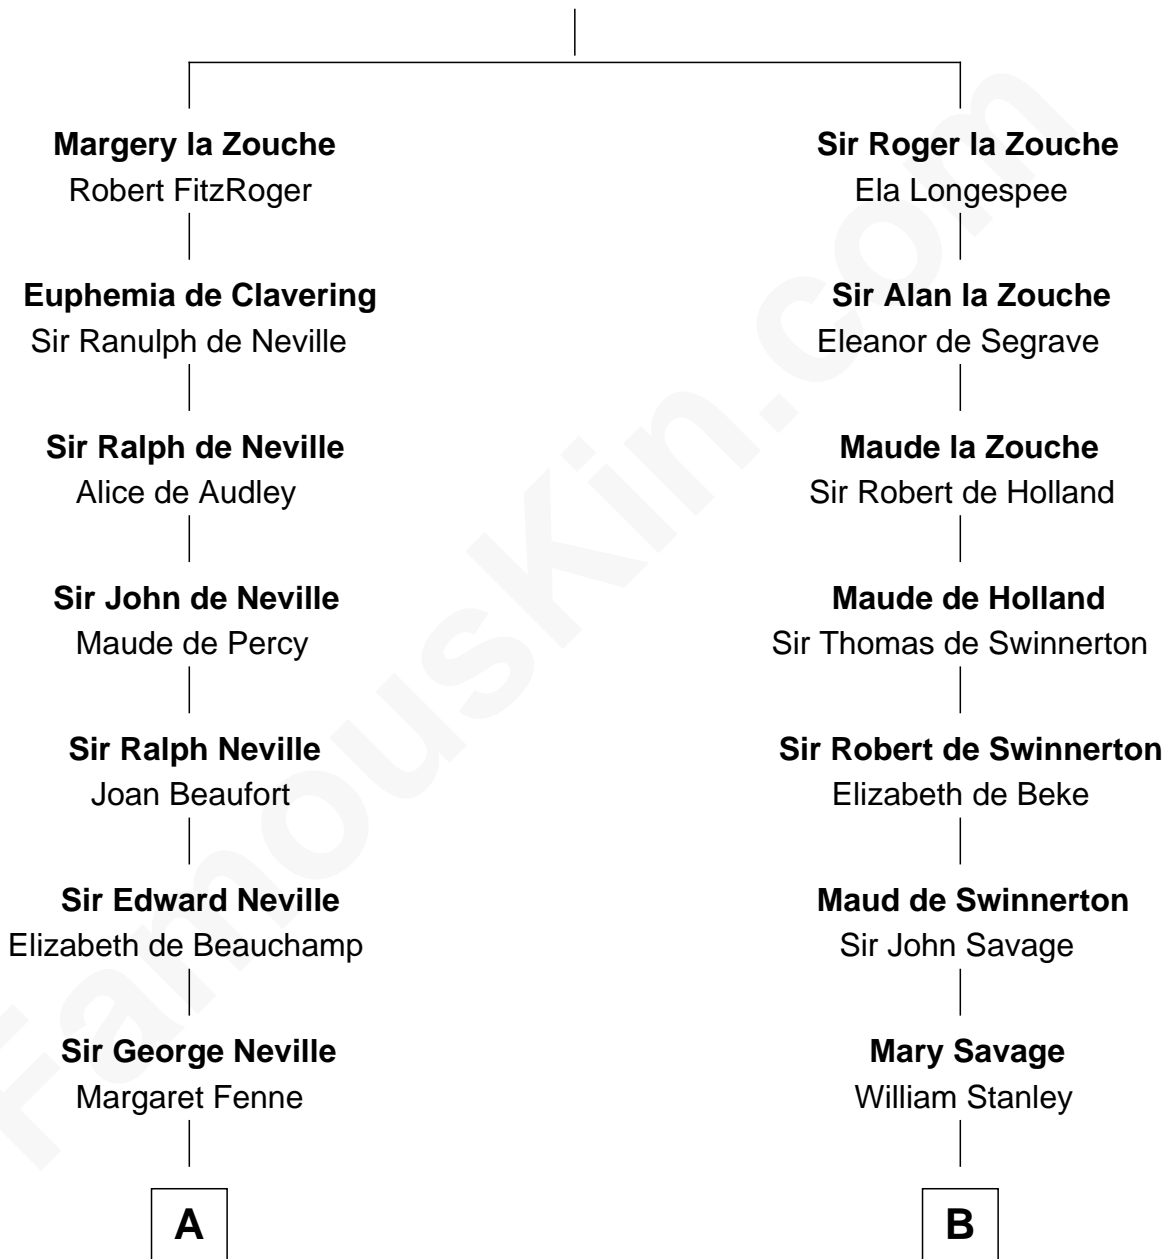 Margery la Zouche
Robert FitzRoger
Sir Roger la Zouche
Ela Longespee
Euphemia de Clavering
Sir Ranulph de Neville
Sir Alan la Zouche
Eleanor de Segrave
Sir Ralph de Neville
Alice de Audley
Maude la Zouche
Sir Robert de Holland
Sir John de Neville
Maude de Percy
Maude de Holland
Sir Thomas de Swinnerton
Sir Ralph Neville
Joan Beaufort
Sir Robert de Swinnerton
Elizabeth de Beke
Sir Edward Neville
Elizabeth de Beauchamp
Maud de Swinnerton
Sir John Savage
Sir George Neville
Margaret Fenne
Mary Savage
William Stanley
A
B
FamousKin.com